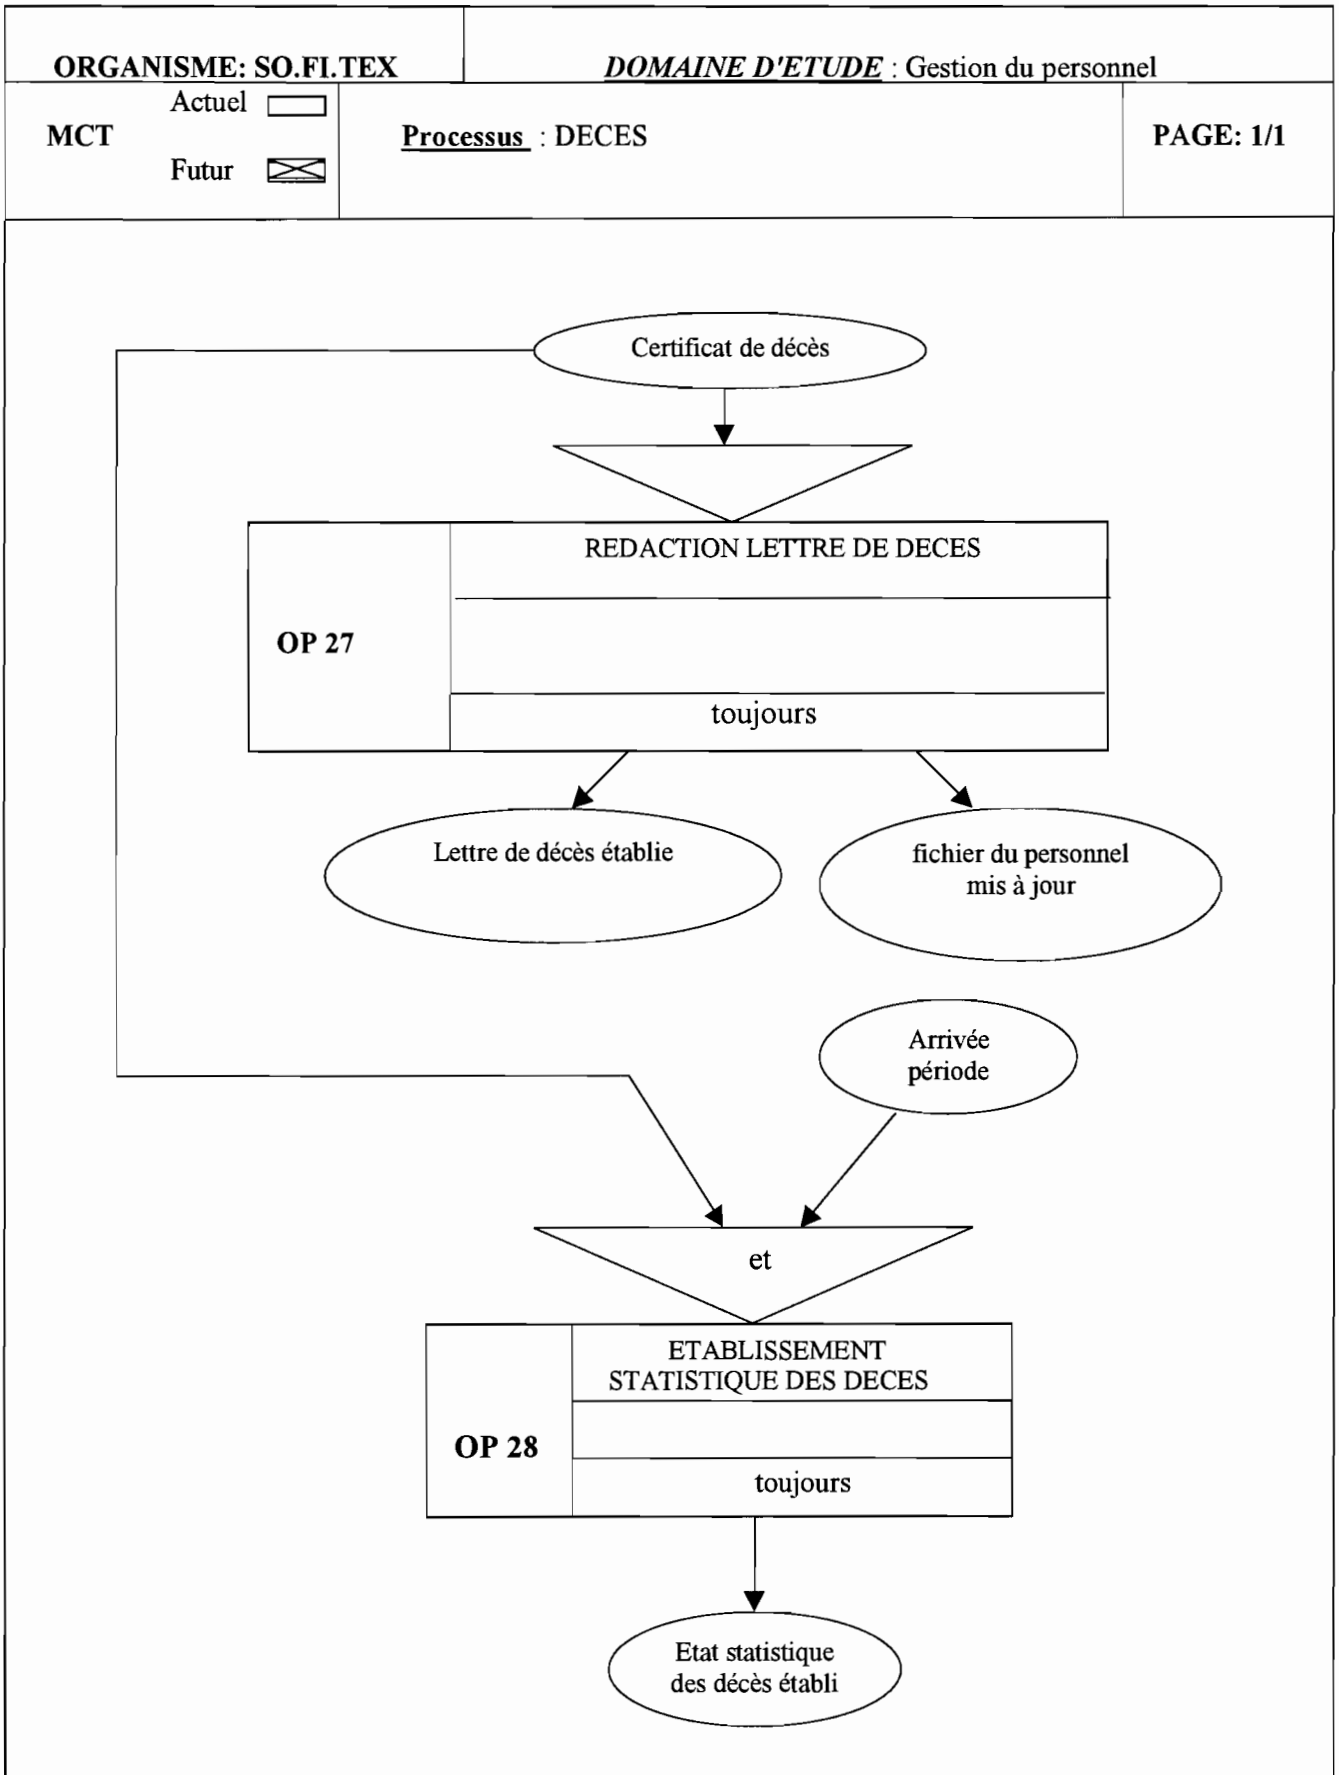 ORGANISME: SO.FI.TEX
DOMAINE D'ETUDE : Gestion du personnel
MCT
Actuel
Futur
Processus : DECES
PAGE: 1/1
Certificat de décès
REDACTION LETTRE DE DECES
OP 27
toujours
Lettre de décès établie
fichier du personnel
mis à jour
Arrivée
période
et
ETABLISSEMENT
STATISTIQUE DES DECES
OP 28
toujours
Etat statistique
des décès établi